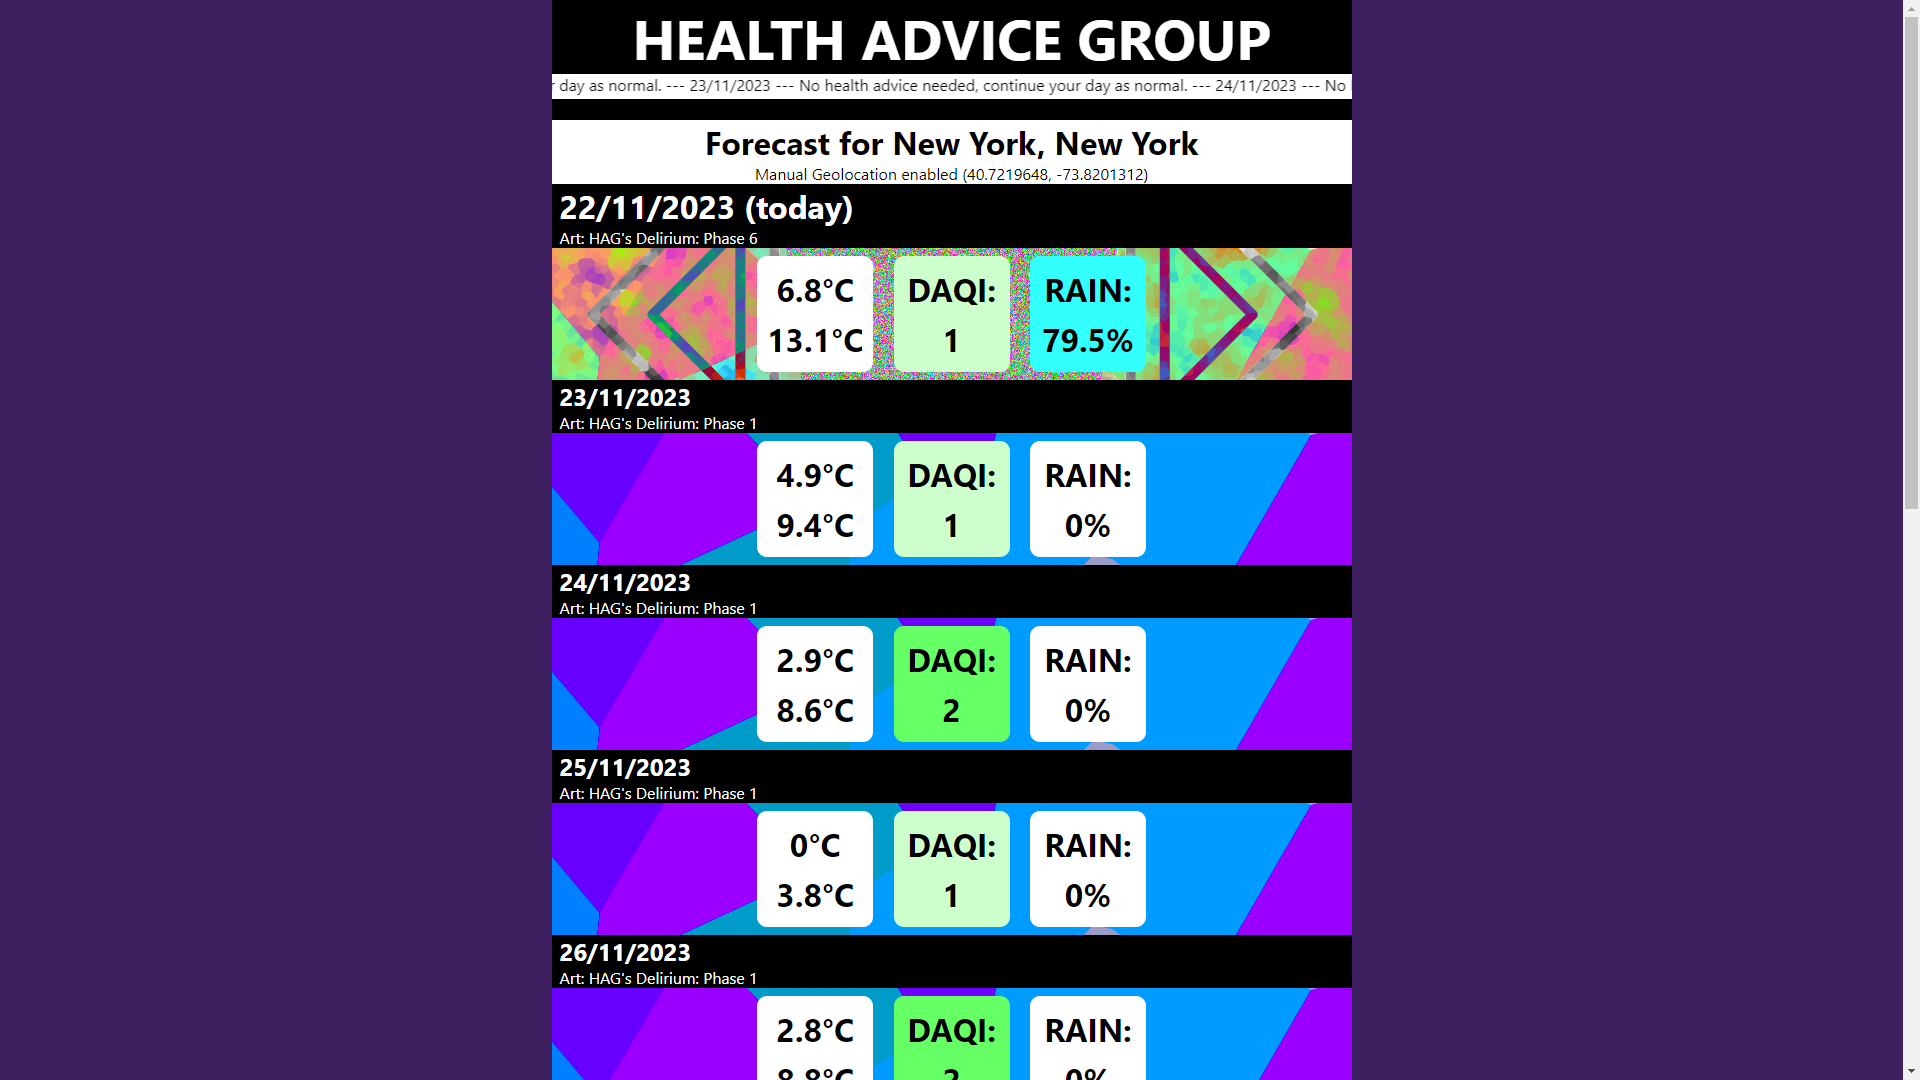 HEALTH ADVICE GROUP
day as normal. --- 23/11/2023 --- No health advice needed, continue your day as normal. --- 24/11/2023 --- No
Forecast for New York, New York
Manual Geolocation enabled (40.7219648, -73.8201312)
22/11/2023 (today)
Art: HAG's Delirium: Phase 6
6.8°C
13.1°C
DAQI:
1
RAIN:
79.5%
23/11/2023
Art: HAG's Delirium: Phase 1
4.9°C
9.4°C
DAQI:
1
RAIN:
0%
24/11/2023
Art: HAG's Delirium: Phase 1
2.9°C
8.6°C
DAQI:
2
RAIN:
0%
25/11/2023
Art: HAG's Delirium: Phase 1
0°C
3.8°C
DAQI:
1
RAIN:
0%
26/11/2023
Art: HAG's Delirium: Phase 1
2.8°C
8.8°C
DAQI:
2
RAIN:
0%